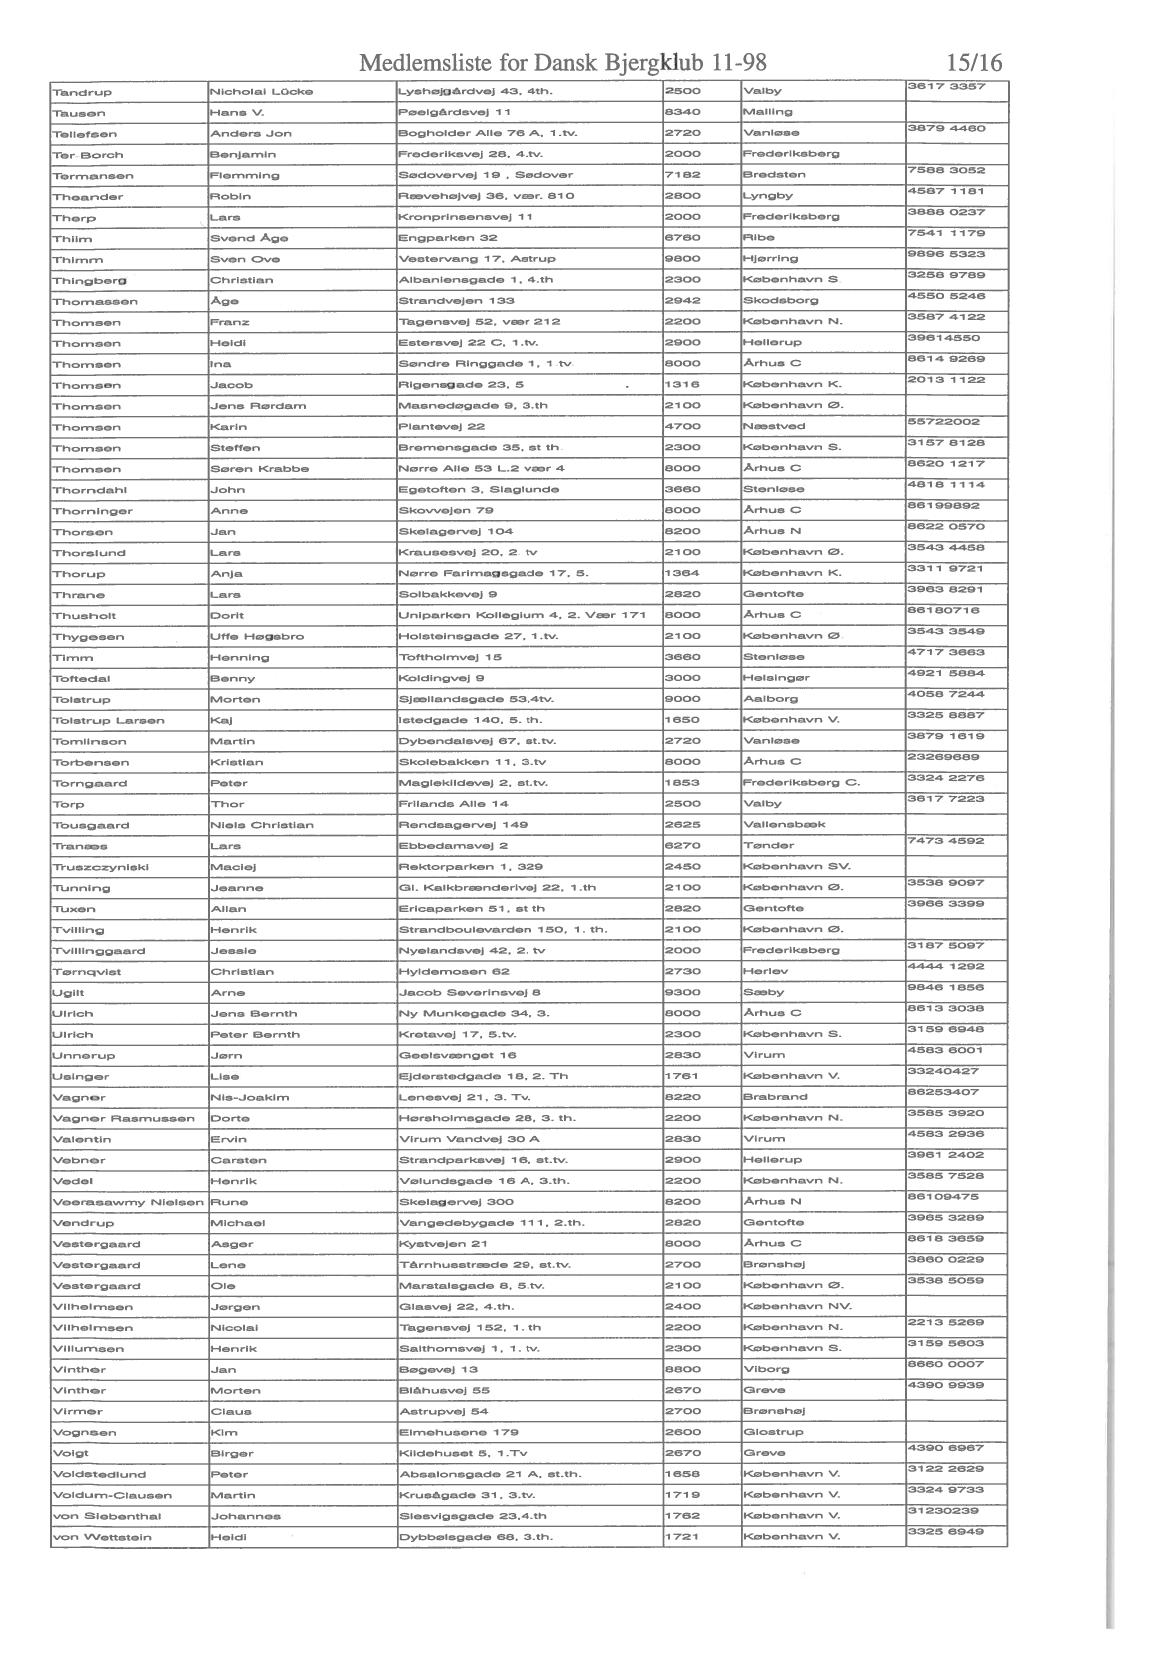 Medlemsliste for Dansk Bjergklub 11-98 15/16
Tandrup Nicholai Lücke Lyshøjgårdvej 43, 4th. 2500 Valby 3617 3357
Tausen Hans V. Pøelgårdsvej 11 8340 Malling
Tellefsen Anders Jon Bogholder Alle 76 A, 1.tv. 2720 Vanløse 3879 4460
Ter Borch Benjamin Frederiksvej 28, 4.tv. 2000 Frederiksberg
Termansen Flemming Sødovervej 19 , Sødover 7182 Bredsten 7588 3052
Theander Robin Rævehøjvej 36, vær. 810 2800 Lyngby 4587 1181
Therp Lars Kronprinsensvej 11 2000 Frederiksberg 3888 0237
Thiim Svend Åge Engparken 32 6760 Ribe 7541 1179
Thimm Sven Ove Vestervang 17, Astrup 9800 Hjørring 9896 5323
Thingberg Christian Albaniensgade 1, 4.th 2300 København S 3258 9789
Thomassen Åge Strandvejen 133 2942 Skodsborg 4550 5246
Thomsen Franz Tagensvej 52, vær 212 2200 København N. 3587 4122
Thomsen Heidi Estersvej 22 C, 1.tv. 2900 Hellerup 39614550
Thomsen Ina Søndre Ringgade 1, 1.tv 8000 Århus C 8614 9269
Thomsen Jacob Rigensgade 23, 5 1316 København K. 2013 1122
Thomsen Jens Rørdam Masnedøgade 9, 3.th 2100 København Ø.
Thomsen Karin Plantevej 22 4700 Næstved 55722002
Thomsen Steffen Bremensgade 35, st th 2300 København S. 3157 8128
Thomsen Søren Krabbe Nørre Alle 53 L.2 vær 4 8000 Århus C 8620 1217
Thorndahl John Egetoften 3, Slaglunde 3660 Stenløse 4818 1114
Thorninger Anne Skovvejen 79 8000 Århus C 86199892
Thorsen Jan Skelagervej 104 8200 Århus N 8622 0570
Thorslund Lars Krausesvej 20, 2. tv 2100 København Ø. 3543 4458
Thorup Anja Nørre Farimagsgade 17, 5. 1364 København K. 3311 9721
Thrane Lars Solbakkevej 9 2820 Gentofte 3963 8291
Thusholt Dorit Uniparken Kollegium 4, 2. Vær 171 8000 Århus C 86180716
Thygesen Uffe Høgsbro Holsteinsgade 27, 1.tv. 2100 København Ø 3543 3549
Timm Henning Toftholmvej 15 3660 Stenløse 4717 3663
Toftedal Benny Koldingvej 9 3000 Helsingør 4921 5884
Tolstrup Morten Sjællandsgade 53,4tv. 9000 Aalborg 4058 7244
Tolstrup Larsen Kaj Istedgade 140, 5. th. 1650 København V. 3325 8887
Tomlinson Martin Dybendalsvej 67, st.tv. 2720 Vanløse 3879 1619
Torbensen Kristian Skolebakken 11, 3.tv 8000 Århus C 23269689
Torngaard Peter Maglekildevej 2, st.tv. 1853 Frederiksberg C. 3324 2276
Torp Thor Frilands Alle 14 2500 Valby 3617 7223
Tousgaard Niels Christian Rendsagervej 149 2625 Vallensbæk
Tranæs Lars Ebbedamsvej 2 6270 Tønder 7473 4592
Truszczyniski Maciej Rektorparken 1, 329 2450 København SV.
Tunning Jeanne Gl. Kalkbrænderivej 22, 1.th 2100 København Ø. 3538 9097
Tuxen Allan Ericaparken 51, st th 2820 Gentofte 3966 3399
Tvilling Henrik Strandboulevarden 150, 1. th. 2100 København Ø.
Tvillinggaard Jessie Nyelandsvej 42, 2. tv 2000 Frederiksberg 3187 5097
Tørnqvist Christian Hyldemosen 62 2730 Herlev 4444 1292
Ugilt Arne Jacob Severinsvej 8 9300 Sæby 9846 1856
Ulrich Jens Bernth Ny Munkegade 34, 3. 8000 Århus C 8613 3038
Ulrich Peter Bernth Kretavej 17, 5.tv. 2300 København S. 3159 6948
Unnerup Jørn Geelsvænget 16 2830 Virum 4583 6001
Usinger Lise Ejderstedgade 18, 2. Th 1761 København V. 33240427
Vagner Nis-Joakim Lenesvej 21, 3. Tv. 8220 Brabrand 86253407
Vagner Rasmussen Dorte Hørsholmsgade 28, 3. th. 2200 København N. 3585 3920
Valentin Ervin Virum Vandvej 30 A 2830 Virum 4583 2936
Vebner Carsten Strandparksvej 16, st.tv. 2900 Hellerup 3961 2402
Vedel Henrik Vølundsgade 16 A, 3.th. 2200 København N. 3585 7528
Veerasawmy Nielsen Rune Skelagervej 300 8200 Århus N 86109475
Vendrup Michael Vangedebygade 111, 2.th. 2820 Gentofte 3965 3289
Vestergaard Asger Kystvejen 21 8000 Århus C 8618 3659
Vestergaard Lene Tårnhusstræde 29, st.tv. 2700 Brønshøj 3860 0229
Vestergaard Ole Marstalsgade 8, 5.tv. 2100 København Ø. 3538 5059
Vilhelmsen Jørgen Glasvej 22, 4.th. 2400 København NV.
Vilhelmsen Nicolai Tagensvej 152, 1. th 2200 København N. 2213 5269
Villumsen Henrik Salthomsvej 1, 1. tv. 2300 København S. 3159 5603
Vinther Jan Bøgevej 13 8800 Viborg 8660 0007
Vinther Morten Blåhusvej 55 2670 Greve 4390 9939
Virmer Claus Astrupvej 54 2700 Brønshøj
Vognsen Kim Elmehusene 179 2600 Glostrup
Voigt Birger Kildehuset 5, 1.Tv 2670 Greve 4390 6967
Voldstedlund Peter Absalonsgade 21 A, st.th. 1658 København V. 3122 2629
Voldum-Clausen Martin Krusågade 31, 3.tv. 1719 København V. 3324 9733
von Siebenthal Johannes Slesvigsgade 23,4.th 1762 København V. 31230239
von Wettstein Heidi Dybbølsgade 68, 3.th. 1721 København V. 3325 6949